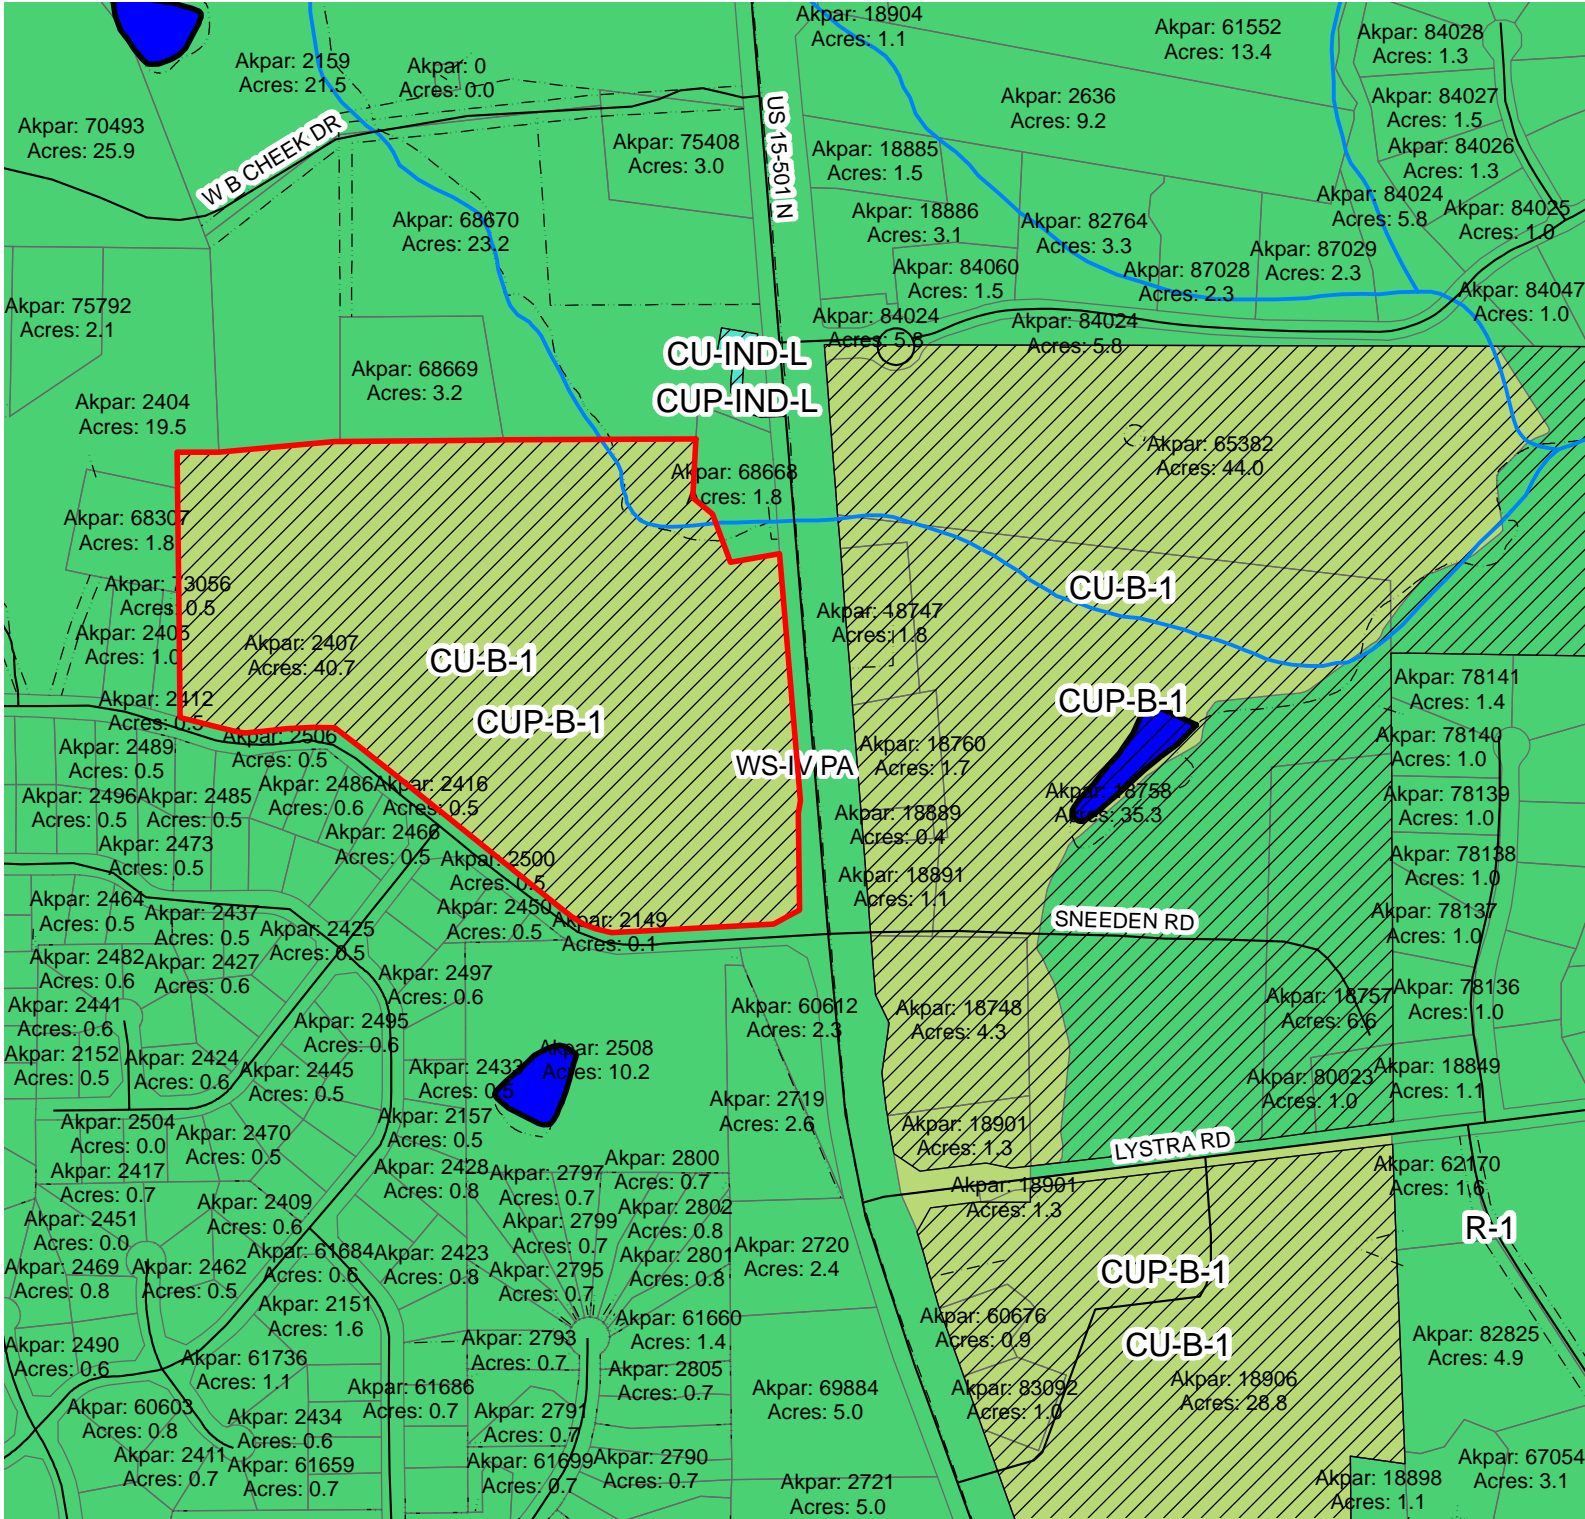 Akpar: 18904
Acres: 1.1
Akpar: 61552
Acres: 13.4
Akpar: 84028
Acres: 1.3
Akpar: 2159
Acres: 21.5
Akpar: 0
Acres: 0.0
Akpar: 2636
Acres: 9.2
Akpar: 84027
Acres: 1.5
Akpar: 70493
Acres: 25.9
W B CHEEK DR
Akpar: 75408
Acres: 3.0
US 15-501 N
Akpar: 18885
Acres: 1.5
Akpar: 84026
Acres: 1.3
Akpar: 84024
Acres: 5.8
Akpar: 84025
Acres: 1.0
Akpar: 68670
Acres: 23.2
Akpar: 18886
Acres: 3.1
Akpar: 82764
Acres: 3.3
Akpar: 87029
Acres: 2.3
Akpar: 84060
Acres: 1.5
Akpar: 87028
Acres: 2.3
Akpar: 84047
Acres: 1.0
Akpar: 75792
Acres: 2.1
Akpar: 84024
Acres: 5.8
Akpar: 84024
Acres: 5.8
CU-IND-L
CUP-IND-L
Akpar: 68669
Acres: 3.2
Akpar: 2404
Acres: 19.5
Akpar: 65382
Acres: 44.0
Akpar: 68668
Acres: 1.8
Akpar: 68307
Acres: 1.8
Akpar: 73056
Acres: 0.5
CU-B-1
Akpar: 18747
Acres: 1.8
Akpar: 2405
Acres: 1.0
Akpar: 2407
Acres: 40.7
CU-B-1
Akpar: 78141
Acres: 1.4
Akpar: 2412
Acres: 0.5
CUP-B-1
CUP-B-1
Akpar: 2506
Acres: 0.5
Akpar: 2489
Acres: 0.5
Akpar: 18760
Acres: 1.7
Akpar: 78140
Acres: 1.0
WS-IV PA
Akpar: 2486
Acres: 0.6
Akpar: 2416
Acres: 0.5
Akpar: 2496
Acres: 0.5
Akpar: 2485
Acres: 0.5
Akpar: 18758
Acres: 35.3
Akpar: 78139
Acres: 1.0
Akpar: 18889
Acres: 0.4
Akpar: 2466
Acres: 0.5
Akpar: 2473
Acres: 0.5
Akpar: 2500
Acres: 0.5
Akpar: 78138
Acres: 1.0
Akpar: 18891
Acres: 1.1
Akpar: 2464
Acres: 0.5
Akpar: 2437
Acres: 0.5
Akpar: 2450
Acres: 0.5
Akpar: 2149
Acres: 0.1
SNEEDEN RD
Akpar: 78137
Acres: 1.0
Akpar: 2425
Acres: 0.5
Akpar: 2482
Acres: 0.6
Akpar: 2427
Acres: 0.6
Akpar: 2497
Acres: 0.6
Akpar: 78136
Acres: 1.0
Akpar: 2441
Acres: 0.6
Akpar: 60612
Acres: 2.3
Akpar: 18748
Acres: 4.3
Akpar: 18757
Acres: 6.6
Akpar: 2495
Acres: 0.6
Akpar: 2152
Acres: 0.5
Akpar: 2424
Acres: 0.6
Akpar: 2445
Acres: 0.5
Akpar: 2433
Acres: 0.5
Akpar: 2508
Acres: 10.2
Akpar: 80023
Acres: 1.0
Akpar: 18849
Acres: 1.1
Akpar: 2719
Acres: 2.6
Akpar: 2504
Acres: 0.0
Akpar: 2470
Acres: 0.5
Akpar: 2157
Acres: 0.5
Akpar: 18901
Acres: 1.3
LYSTRA RD
Akpar: 2417
Acres: 0.7
Akpar: 2428
Acres: 0.8
Akpar: 2797
Acres: 0.7
Akpar: 2800
Acres: 0.7
Akpar: 62170
Acres: 1.6
Akpar: 18901
Acres: 1.3
Akpar: 2409
Acres: 0.6
Akpar: 2451
Acres: 0.0
Akpar: 2799
Acres: 0.7
Akpar: 2802
Acres: 0.8
R-1
Akpar: 61684
Acres: 0.6
Akpar: 2423
Acres: 0.8
Akpar: 2801
Acres: 0.8
Akpar: 2720
Acres: 2.4
Akpar: 2469
Acres: 0.8
Akpar: 2462
Acres: 0.5
Akpar: 2795
Acres: 0.7
CUP-B-1
Akpar: 2151
Acres: 1.6
Akpar: 61660
Acres: 1.4
Akpar: 60676
Acres: 0.9
CU-B-1
Akpar: 82825
Acres: 4.9
Akpar: 2490
Acres: 0.6
Akpar: 61736
Acres: 1.1
Akpar: 2793
Acres: 0.7
Akpar: 2805
Acres: 0.7
Akpar: 61686
Acres: 0.7
Akpar: 69884
Acres: 5.0
Akpar: 83092
Acres: 1.0
Akpar: 18906
Acres: 28.8
Akpar: 60603
Acres: 0.8
Akpar: 2434
Acres: 0.6
Akpar: 2791
Acres: 0.7
Akpar: 2411
Acres: 0.7
Akpar: 61659
Acres: 0.7
Akpar: 61699
Acres: 0.7
Akpar: 2790
Acres: 0.7
Akpar: 2721
Acres: 5.0
Akpar: 18898
Acres: 1.1
Akpar: 67054
Acres: 3.1